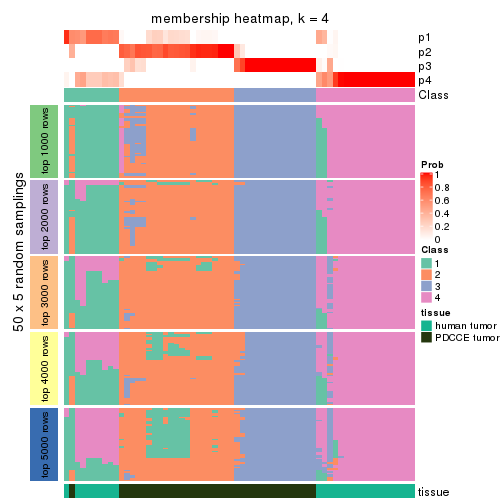 membership heatmap, k = 4
p1
p2
p3
p4
Class
50 x 5 random samplings
top 1000 rows
top 2000 rows
top 3000 rows
top 4000 rows
top 5000 rows
tissue
Prob
1
0.8
0.6
0.4
0.2
0
Class
1
2
3
4
tissue
human tumor
PDCCE tumor